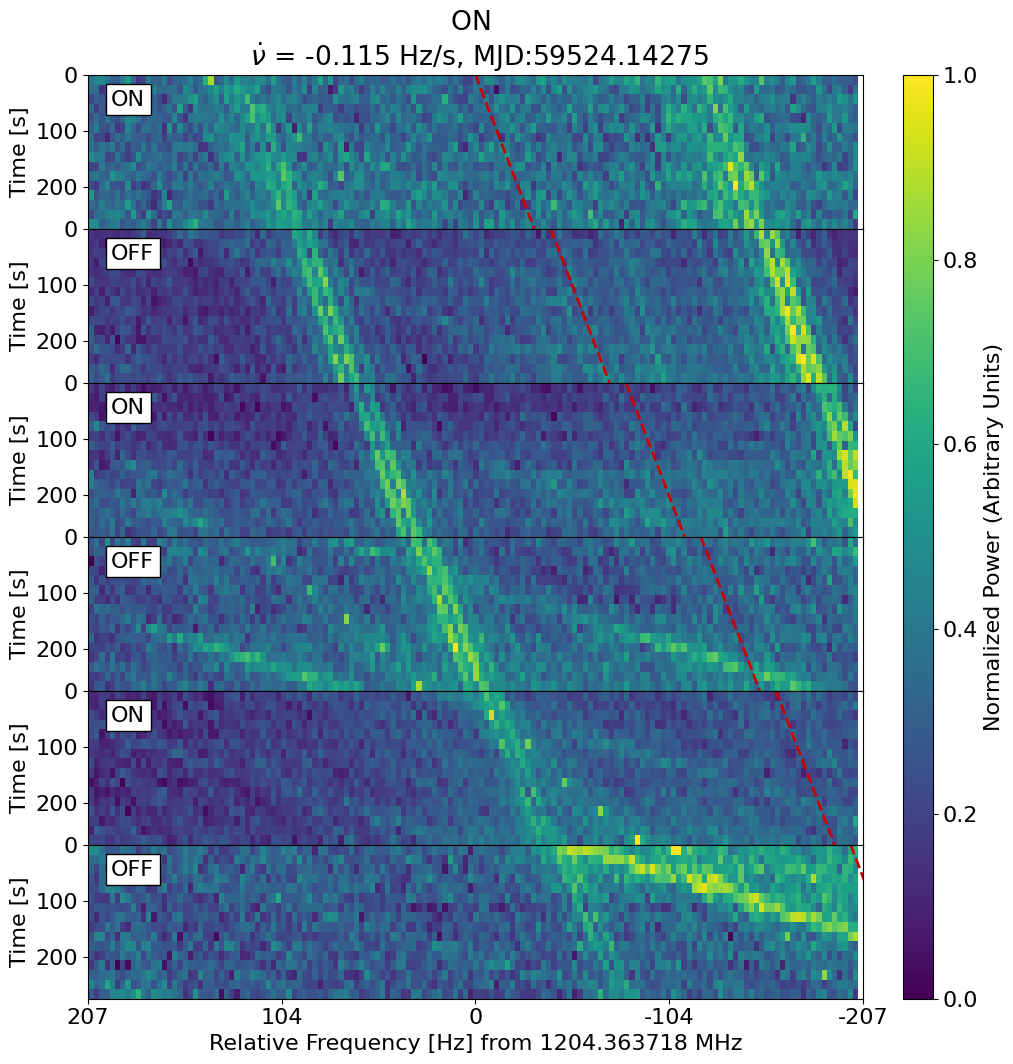 ON
ν̇ = -0.115 Hz/s, MJD:59524.14275
0
ON
100
Time [s]
200
0
OFF
100
Time [s]
200
0
ON
100
Time [s]
200
0
OFF
100
Time [s]
200
0
ON
100
Time [s]
200
0
OFF
100
Time [s]
200
207 104 0 -104 -207
Relative Frequency [Hz] from 1204.363718 MHz
1.0
0.8
0.6
0.4
0.2
0.0
Normalized Power (Arbitrary Units)